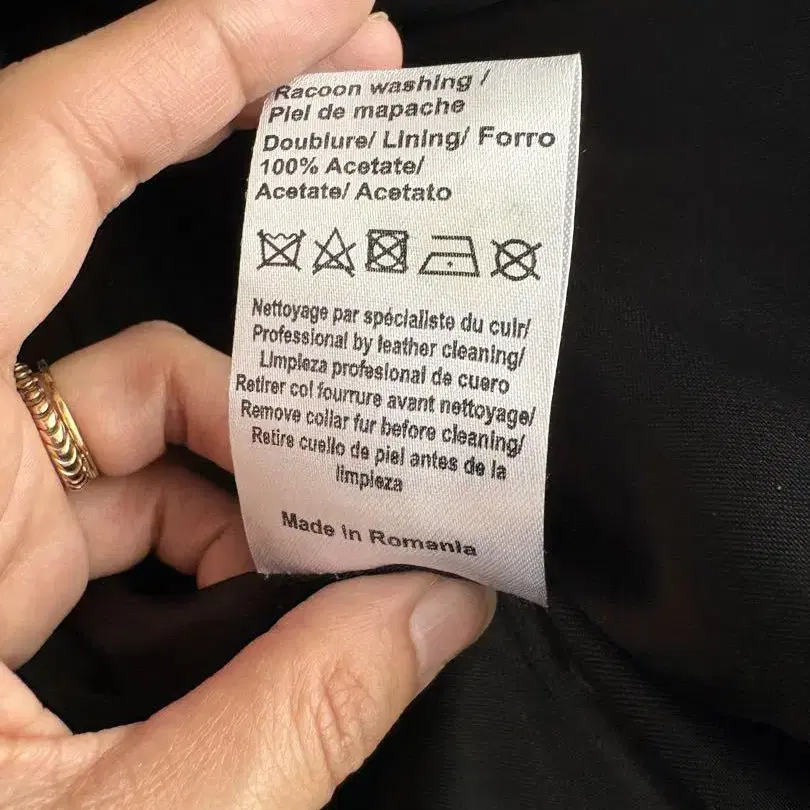 Racoon washing /
Piel de mapache
Doublure/ Lining/ Forro
100% Acetate/
Acetate/ Acetato
Nettoyage par spécialiste du cuir/
Professional by leather cleaning/
Limpieza profesional de cuero
Retirer col fourrure avant nettoyage/
Remove collar fur before cleaning/
Retire cuello de piel antes de la
limpieza
Made in Romania